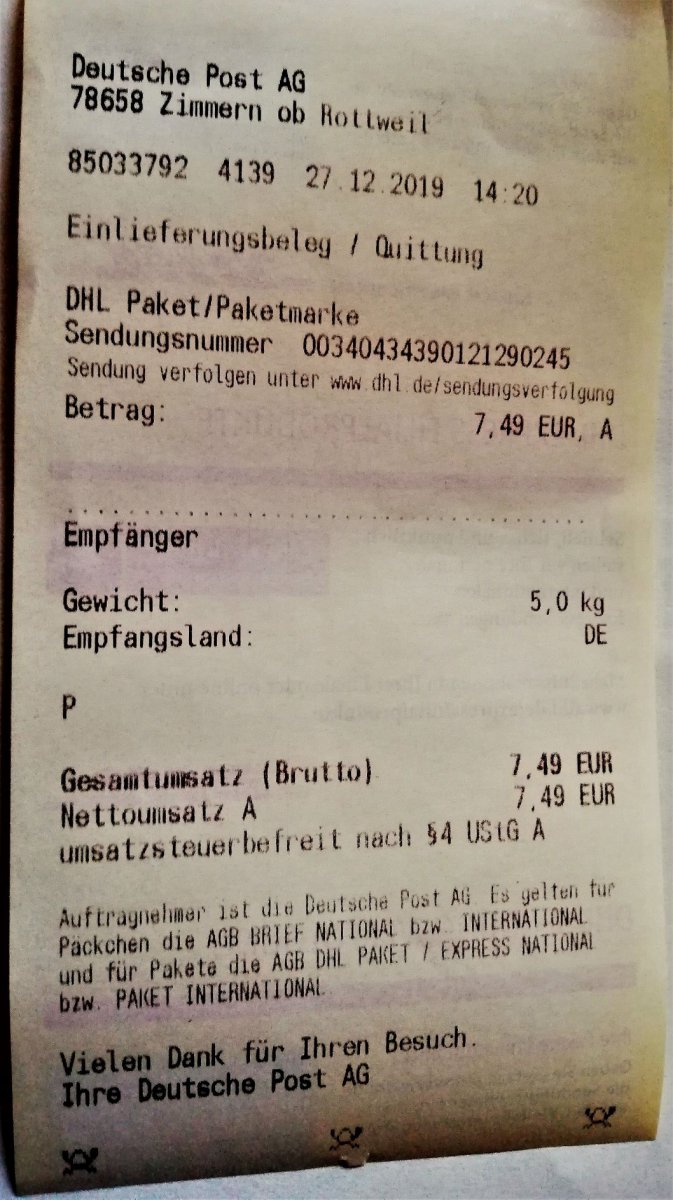 Deutsche Post AG
78658 Zimmern ob Rottweil
85033792 4139 27.12.2019 14:20
Einlieferungsbeleg / Quittung
DHL Paket/Paketmarke
Sendungsnummer 00340434390121290245
Sendung verfolgen unter www.dhl.de/sendungsverfolgung
Betrag: 7,49 EUR, A
Empfänger
Gewicht: 5,0 kg
Empfangsland: DE
P
Gesamtumsatz (Brutto) 7,49 EUR
Nettoumsatz A 7,49 EUR
umsatzsteuerbefreit nach §4 UStG A
Auftragnehmer ist die Deutsche Post AG. Es gelten für
Päckchen die AGB BRIEF NATIONAL bzw. INTERNATIONAL
und für Pakete die AGB DHL PAKET / EXPRESS NATIONAL
bzw. PAKET INTERNATIONAL.
Vielen Dank für Ihren Besuch.
Ihre Deutsche Post AG